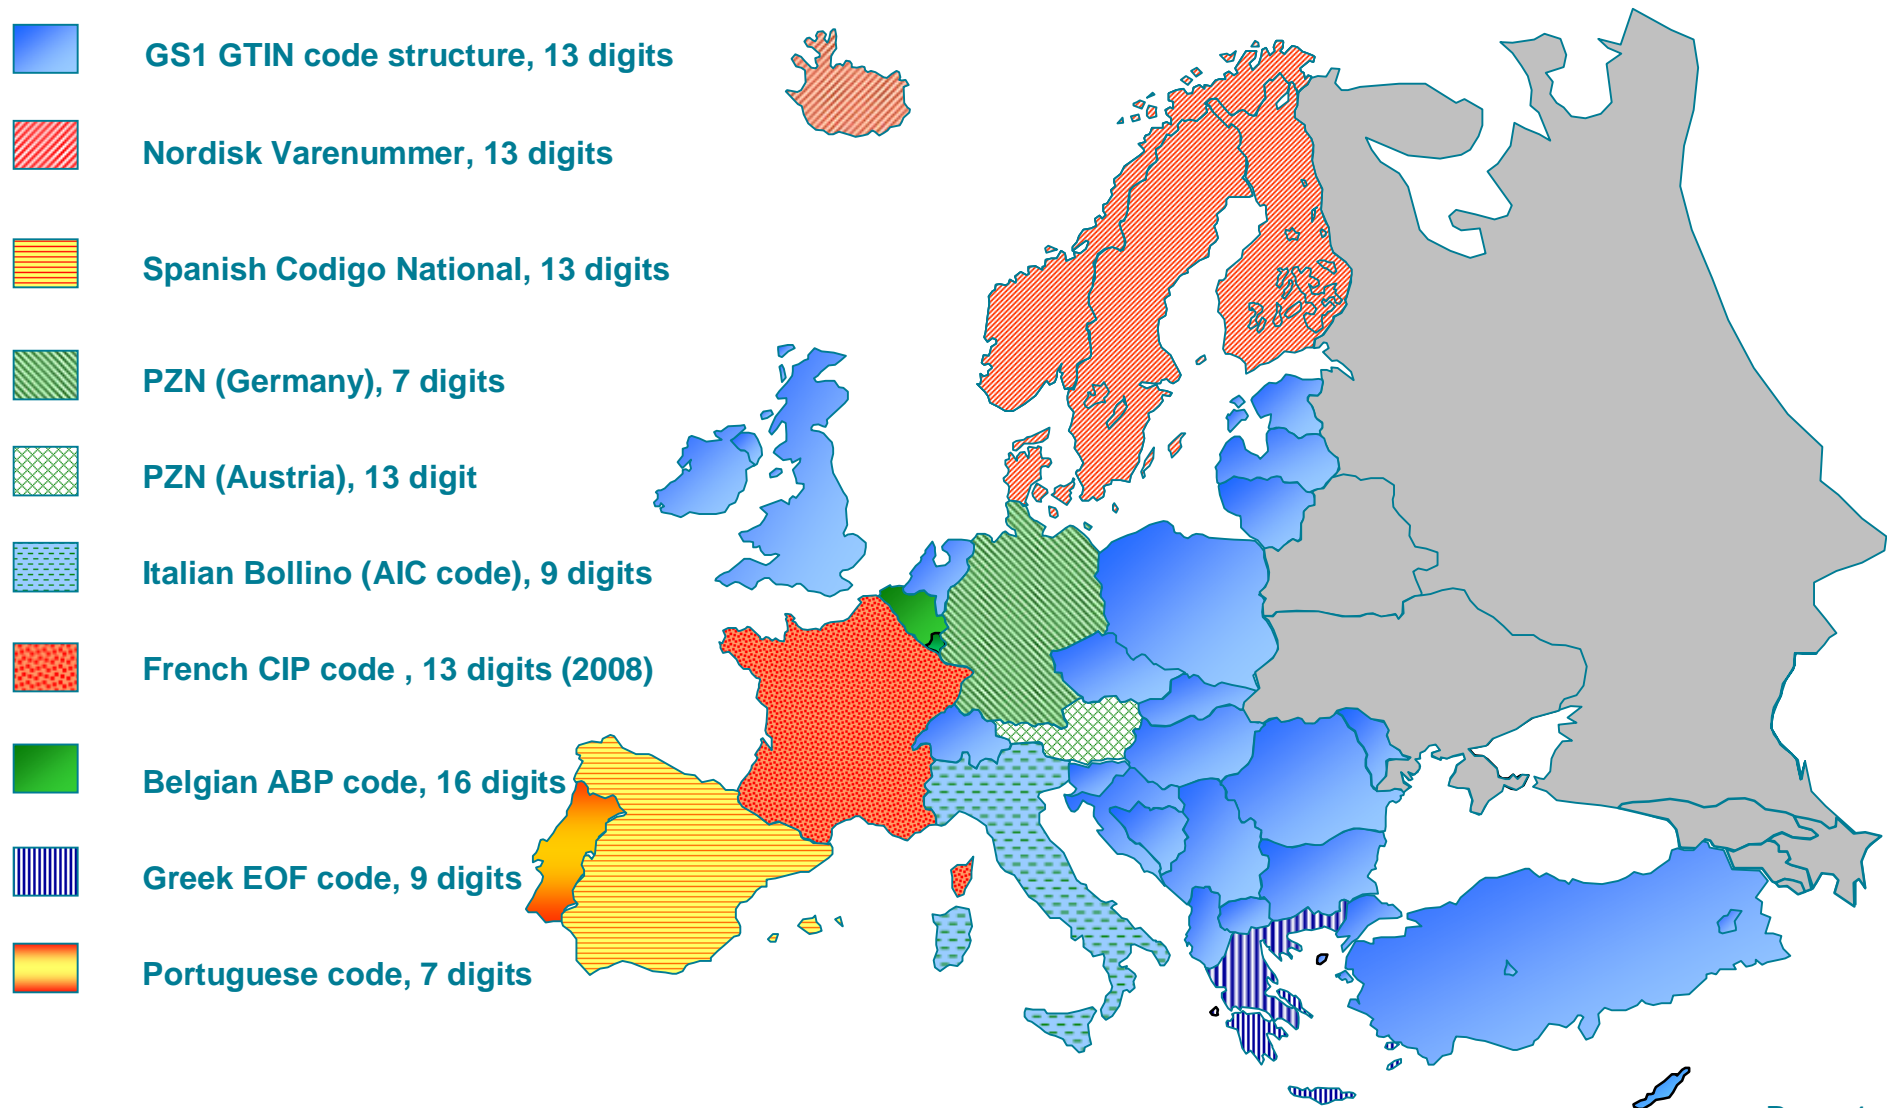 GS1 GTIN code structure, 13 digits
Nordisk Varenummer, 13 digits
Spanish Codigo National, 13 digits
PZN (Germany), 7 digits
PZN (Austria), 13 digit
Italian Bollino (AIC code), 9 digits
French CIP code , 13 digits (2008)
Belgian ABP code, 16 digits
Greek EOF code, 9 digits
Portuguese code, 7 digits